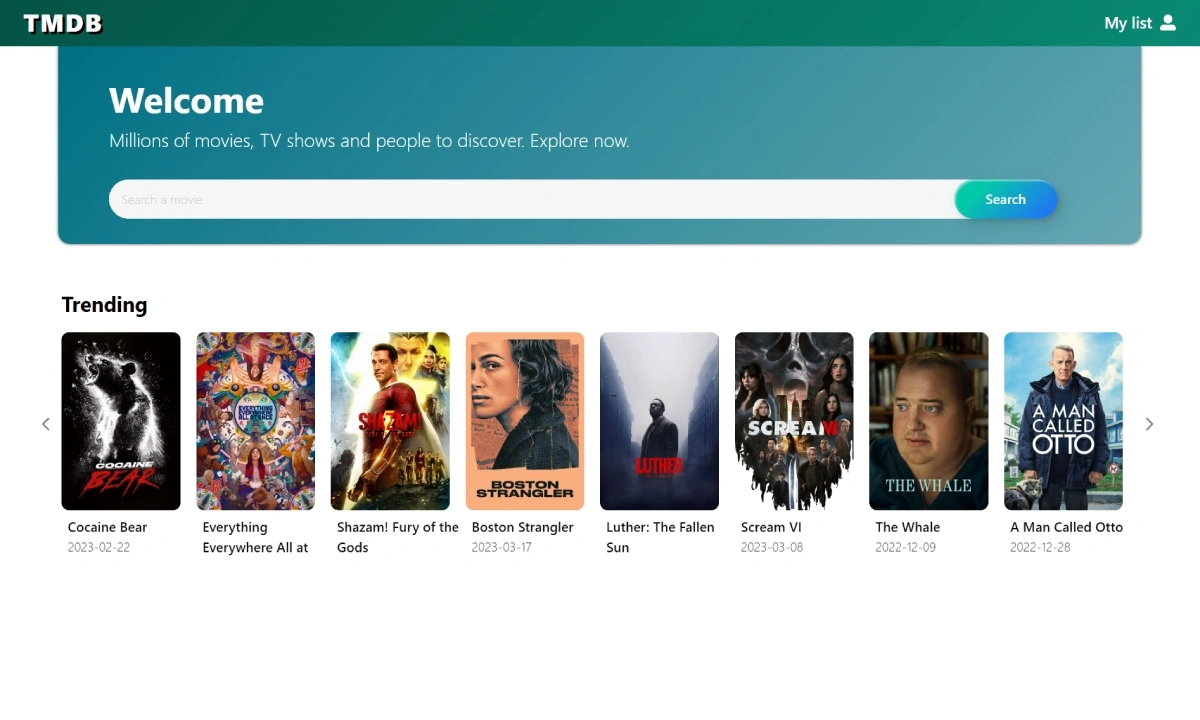 TMDB
My list
Welcome
Millions of movies, TV shows and people to discover. Explore now.
Search a movie
Search
Trending
COCAINE
BEAR
EVERYTHING
EVERYWHERE
ALL AT ONCE
SHAZAM!
BOSTON
STRANGLER
LUTHER
SCREAM VI
THE WHALE
A MAN
CALLED
OTTO
Cocaine Bear
2023-02-22
Everything
Everywhere All at
Shazam! Fury of the
Gods
Boston Strangler
2023-03-17
Luther: The Fallen
Sun
Scream VI
2023-03-08
The Whale
2022-12-09
A Man Called Otto
2022-12-28